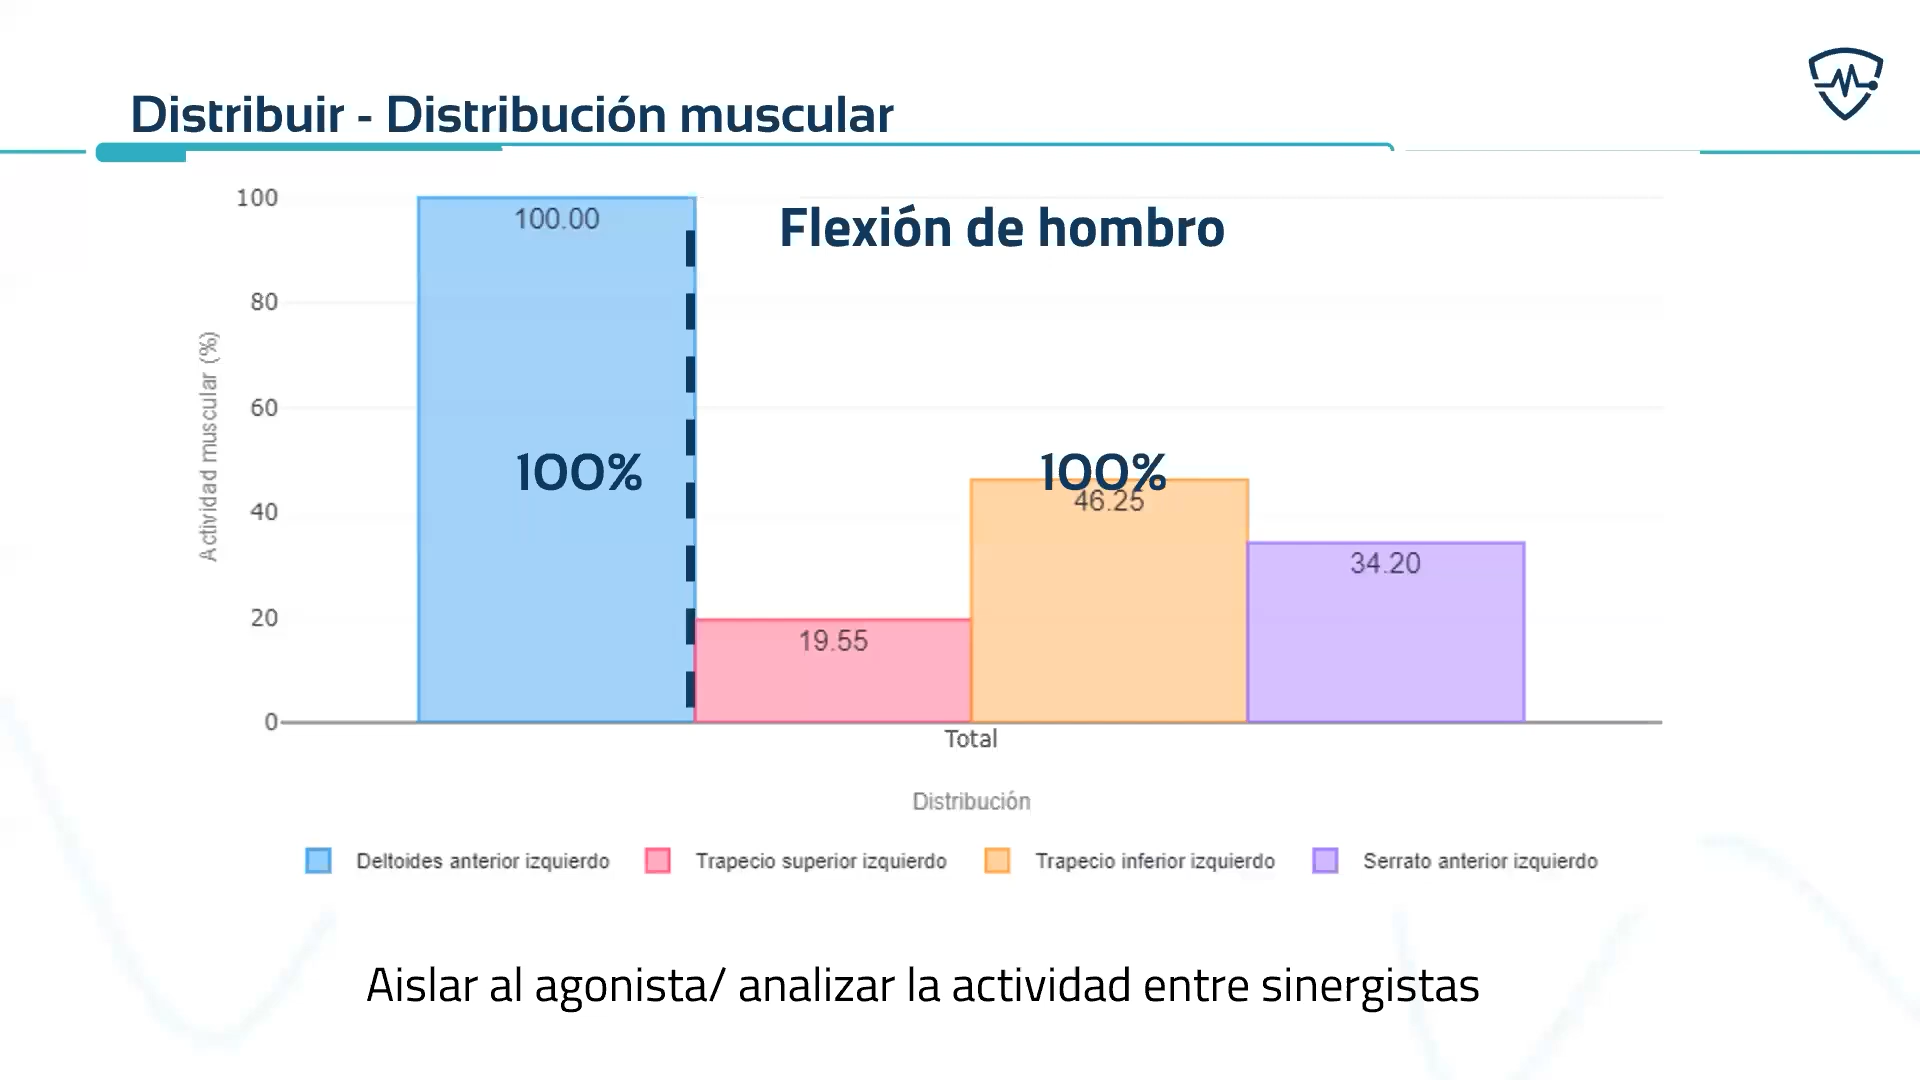 Distribuir - Distribución muscular
Flexión de hombro
100
80
60
40
20
0
Actividad muscular (%)
100.00
19.55
46.25
34.20
100%
100%
Total
Distribución
Deltoides anterior izquierdo
Trapecio superior izquierdo
Trapecio inferior izquierdo
Serrato anterior izquierdo
Aislar al agonista/ analizar la actividad entre sinergistas